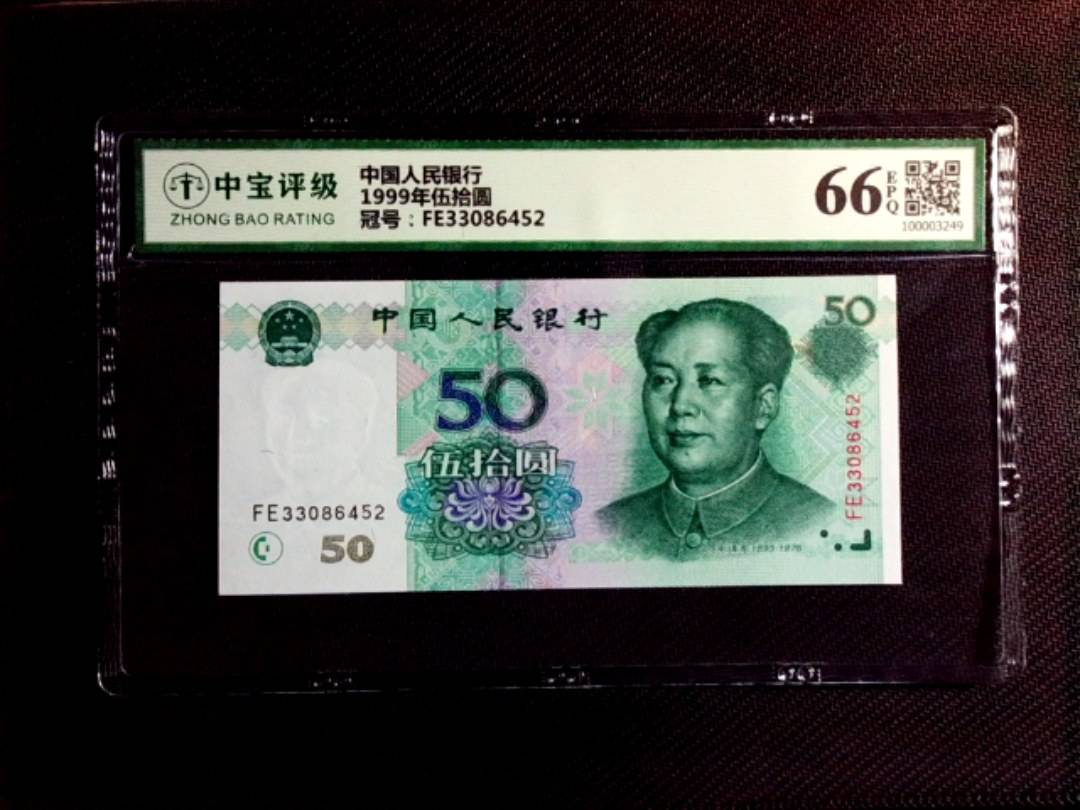 中宝评级
ZHONG BAO RATING
中国人民银行
1999年伍拾圆
冠号：FE33086452
66
EPQ
100003249
中国人民银行
50
50
伍拾圆
FE33086452
50
FE33086452